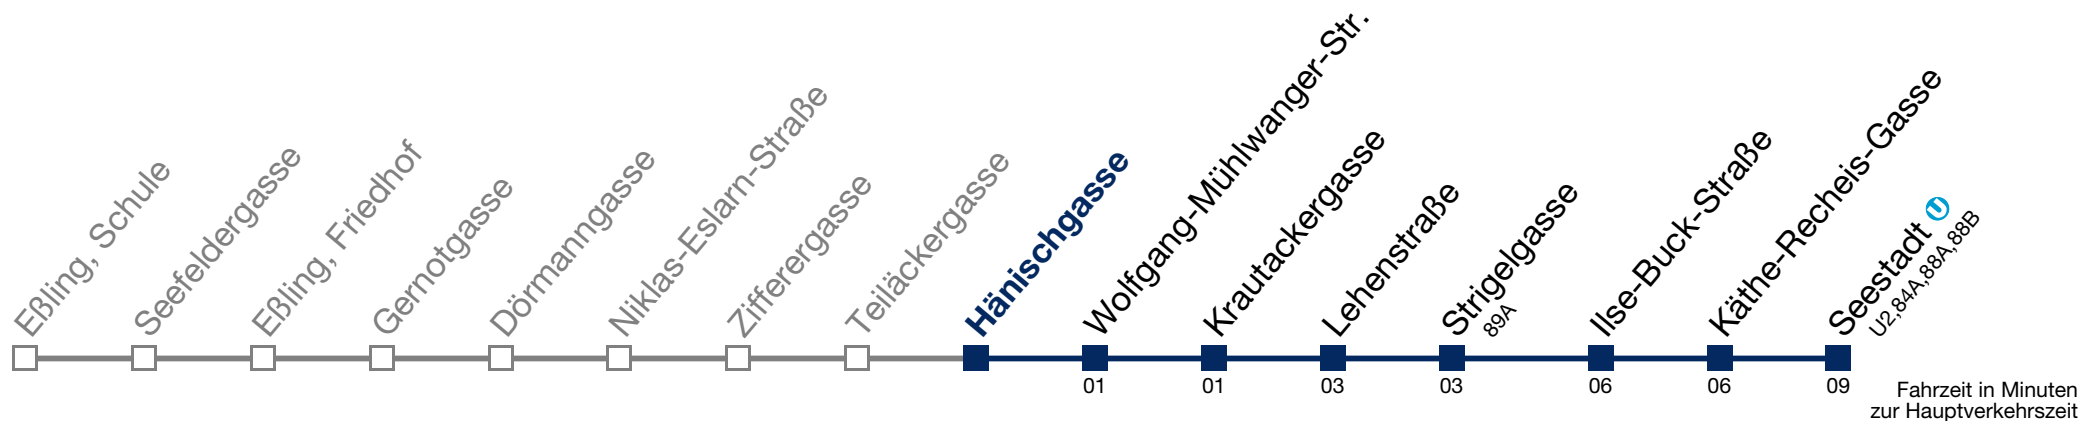 Eßling, Schule
Seefeldergasse
Eßling, Friedhof
Gernotgasse
Dörmanngasse
Niklas-Eslarn-Straße
Ziffererergasse
Teiläckergasse
Hänischgasse
Wolfgang-Mühlwanger-Str.
Krautackergasse
Lehenstraße
Strigelgasse
89A
Ilse-Buck-Straße
Käthe-Recheis-Gasse
Seestadt U
U2,84A,88A,88B
01
01
03
03
06
06
09
Fahrzeit in Minuten
zur Hauptverkehrszeit